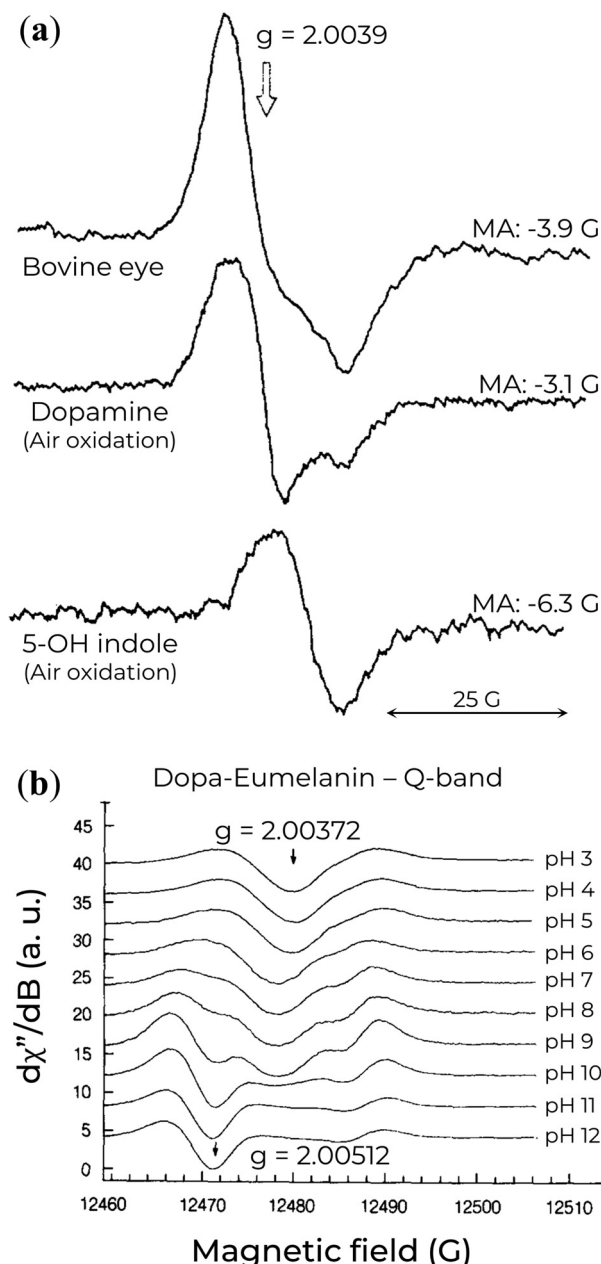 (a)
g = 2.0039
MA: -3.9 G
Bovine eye
MA: -3.1 G
Dopamine
(Air oxidation)
MA: -6.3 G
5-OH indole
(Air oxidation)
25 G
(b)
Dopa-Eumelanin – Q-band
g = 2.00372
45
40
35
30
25
20
15
10
5
0
dχ”/dB (a. u.)
pH 3
pH 4
pH 5
pH 6
pH 7
pH 8
pH 9
pH 10
pH 11
pH 12
g = 2.00512
12460 12470 12480 12490 12500 12510
Magnetic field (G)